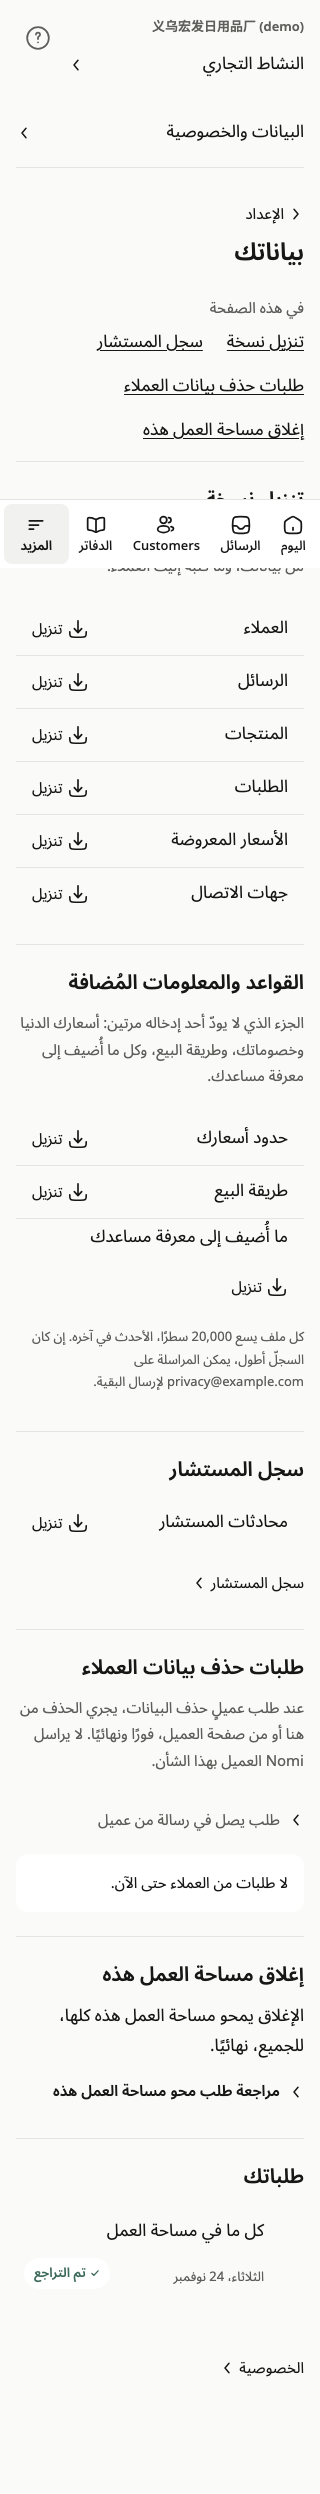 义乌宏发日用品厂 (demo)
النشاط التجاري
البيانات والخصوصية
الإعداد
بياناتك
في هذه الصفحة
تنزيل نسخة
سجل المستشار
طلبات حذف بيانات العملاء
إغلاق مساحة العمل هذه
تنزيل نسخة
اليوم
الرسائل
Customers
الدفاتر
المزيد
من بياناتك، وما كتبه إليك العملاء.
العملاء
تنزيل
الرسائل
تنزيل
المنتجات
تنزيل
الطلبات
تنزيل
الأسعار المعروضة
تنزيل
جهات الاتصال
تنزيل
القواعد والمعلومات المُضافة
الجزء الذي لا يودّ أحد إدخاله مرتين: أسعارك الدنيا
وخصوماتك، وطريقة البيع، وكل ما أُضيف إلى
معرفة مساعدك.
حدود أسعارك
تنزيل
طريقة البيع
تنزيل
ما أُضيف إلى معرفة مساعدك
تنزيل
كل ملف يسع 20,000 سطرًا، الأحدث في آخره. إن كان
السجلّ أطول، يمكن المراسلة على
privacy@example.com لإرسال البقية.
سجل المستشار
محادثات المستشار
تنزيل
سجل المستشار
طلبات حذف بيانات العملاء
عند طلب عميلٍ حذف البيانات، يجري الحذف من
هنا أو من صفحة العميل، فورًا ونهائيًا. لا يراسل
Nomi العميل بهذا الشأن.
طلب يصل في رسالة من عميل
لا طلبات من العملاء حتى الآن.
إغلاق مساحة العمل هذه
الإغلاق يمحو مساحة العمل هذه كلها،
للجميع، نهائيًا.
مراجعة طلب محو مساحة العمل هذه
طلباتك
كل ما في مساحة العمل
الثلاثاء، 24 نوفمبر
تم التراجع
الخصوصية